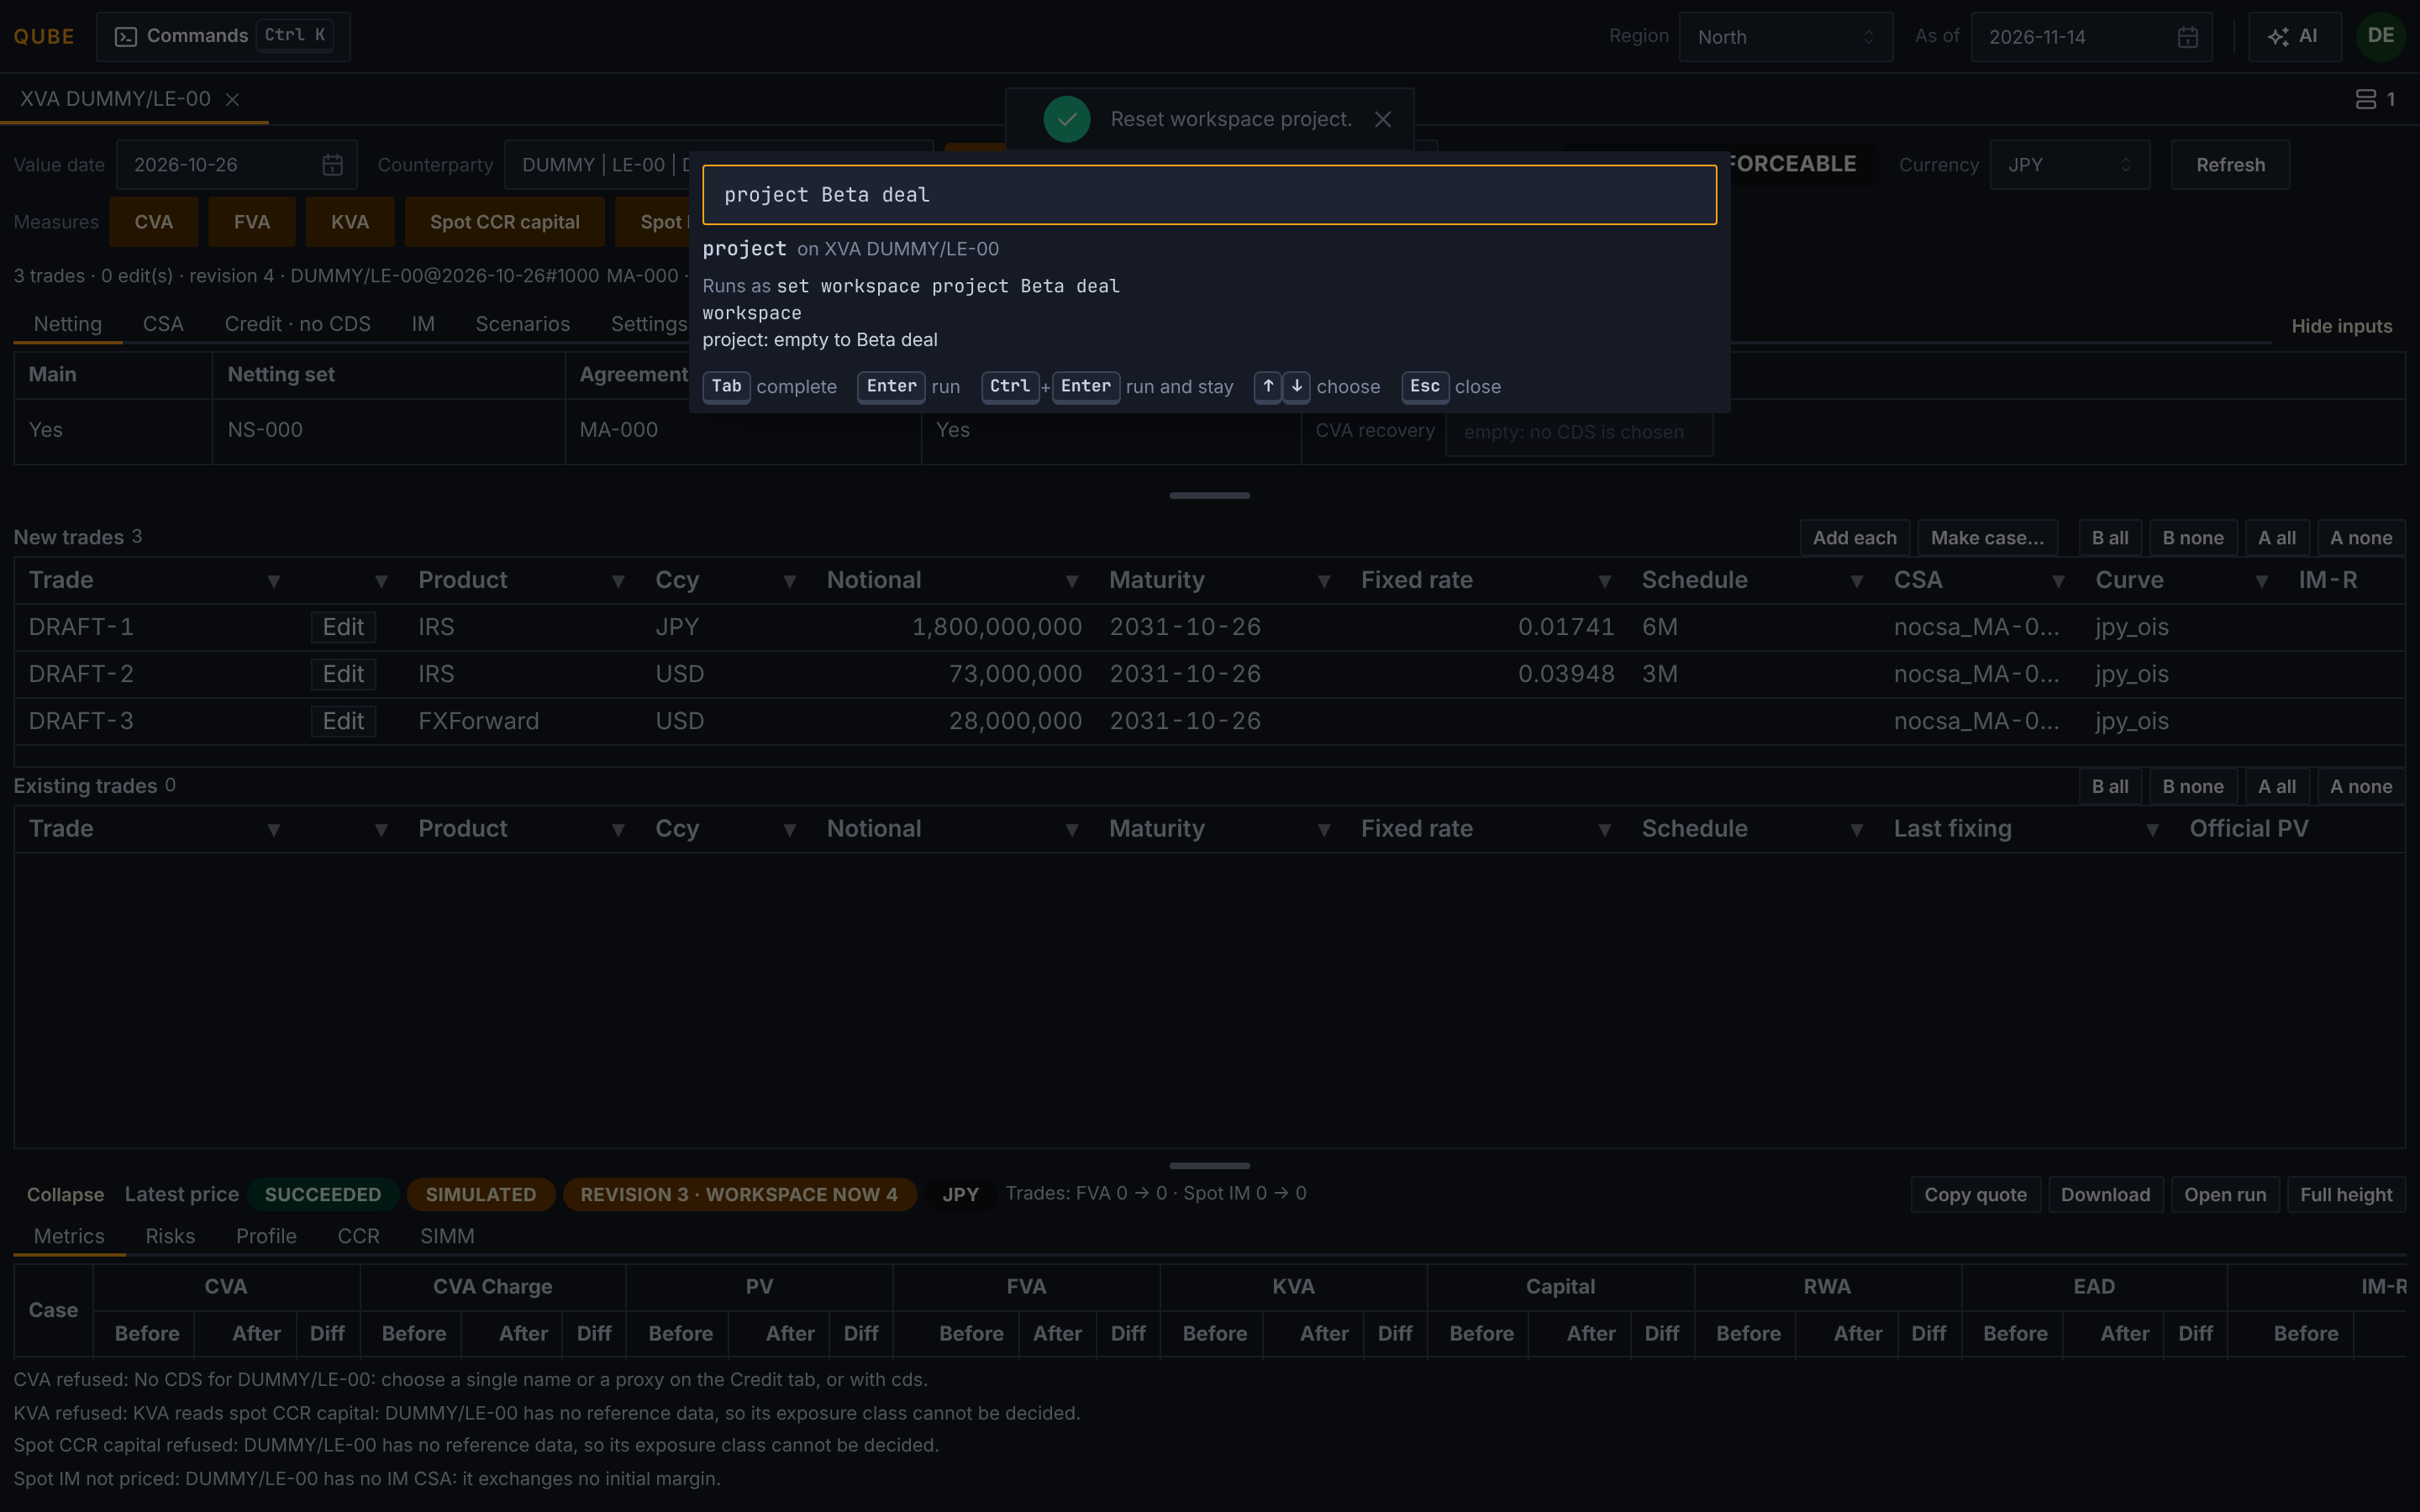 QUBE Commands Ctrl K Region North As of 2026-11-14 AI DE
XVA DUMMY/LE-00 1
Reset workspace project.
Value date 2026-10-26 Counterparty DUMMY | LE-00 | FORCEABLE Currency JPY Refresh
project Beta deal
Measures CVA FVA KVA Spot CCR capital Spot
project on XVA DUMMY/LE-00
3 trades · 0 edit(s) · revision 4 · DUMMY/LE-00@2026-10-26#1000 MA-000 ·
Runs as set workspace project Beta deal
workspace
project: empty to Beta deal
Netting CSA Credit · no CDS IM Scenarios Settings Hide inputs
Tab complete Enter run Ctrl+Enter run and stay ↑ ↓ choose Esc close
Main Netting set Agreement
Yes NS-000 MA-000 Yes CVA recovery empty: no CDS is chosen
New trades 3 Add each Make case... B all B none A all A none
Trade Product Ccy Notional Maturity Fixed rate Schedule CSA Curve IM-R
DRAFT-1 Edit IRS JPY 1,800,000,000 2031-10-26 0.01741 6M nocsa_MA-0... jpy_ois
DRAFT-2 Edit IRS USD 73,000,000 2031-10-26 0.03948 3M nocsa_MA-0... jpy_ois
DRAFT-3 Edit FXForward USD 28,000,000 2031-10-26 nocsa_MA-0... jpy_ois
Existing trades 0 B all B none A all A none
Trade Product Ccy Notional Maturity Fixed rate Schedule Last fixing Official PV
Collapse Latest price SUCCEEDED SIMULATED REVISION 3 · WORKSPACE NOW 4 JPY Trades: FVA 0 → 0 · Spot IM 0 → 0 Copy quote Download Open run Full height
Metrics Risks Profile CCR SIMM
Case CVA CVA Charge PV FVA KVA Capital RWA EAD IM-R
Before After Diff Before After Diff Before After Diff Before After Diff Before After Diff Before After Diff Before After Diff Before After Diff Before
CVA refused: No CDS for DUMMY/LE-00: choose a single name or a proxy on the Credit tab, or with cds.
KVA refused: KVA reads spot CCR capital: DUMMY/LE-00 has no reference data, so its exposure class cannot be decided.
Spot CCR capital refused: DUMMY/LE-00 has no reference data, so its exposure class cannot be decided.
Spot IM not priced: DUMMY/LE-00 has no IM CSA: it exchanges no initial margin.